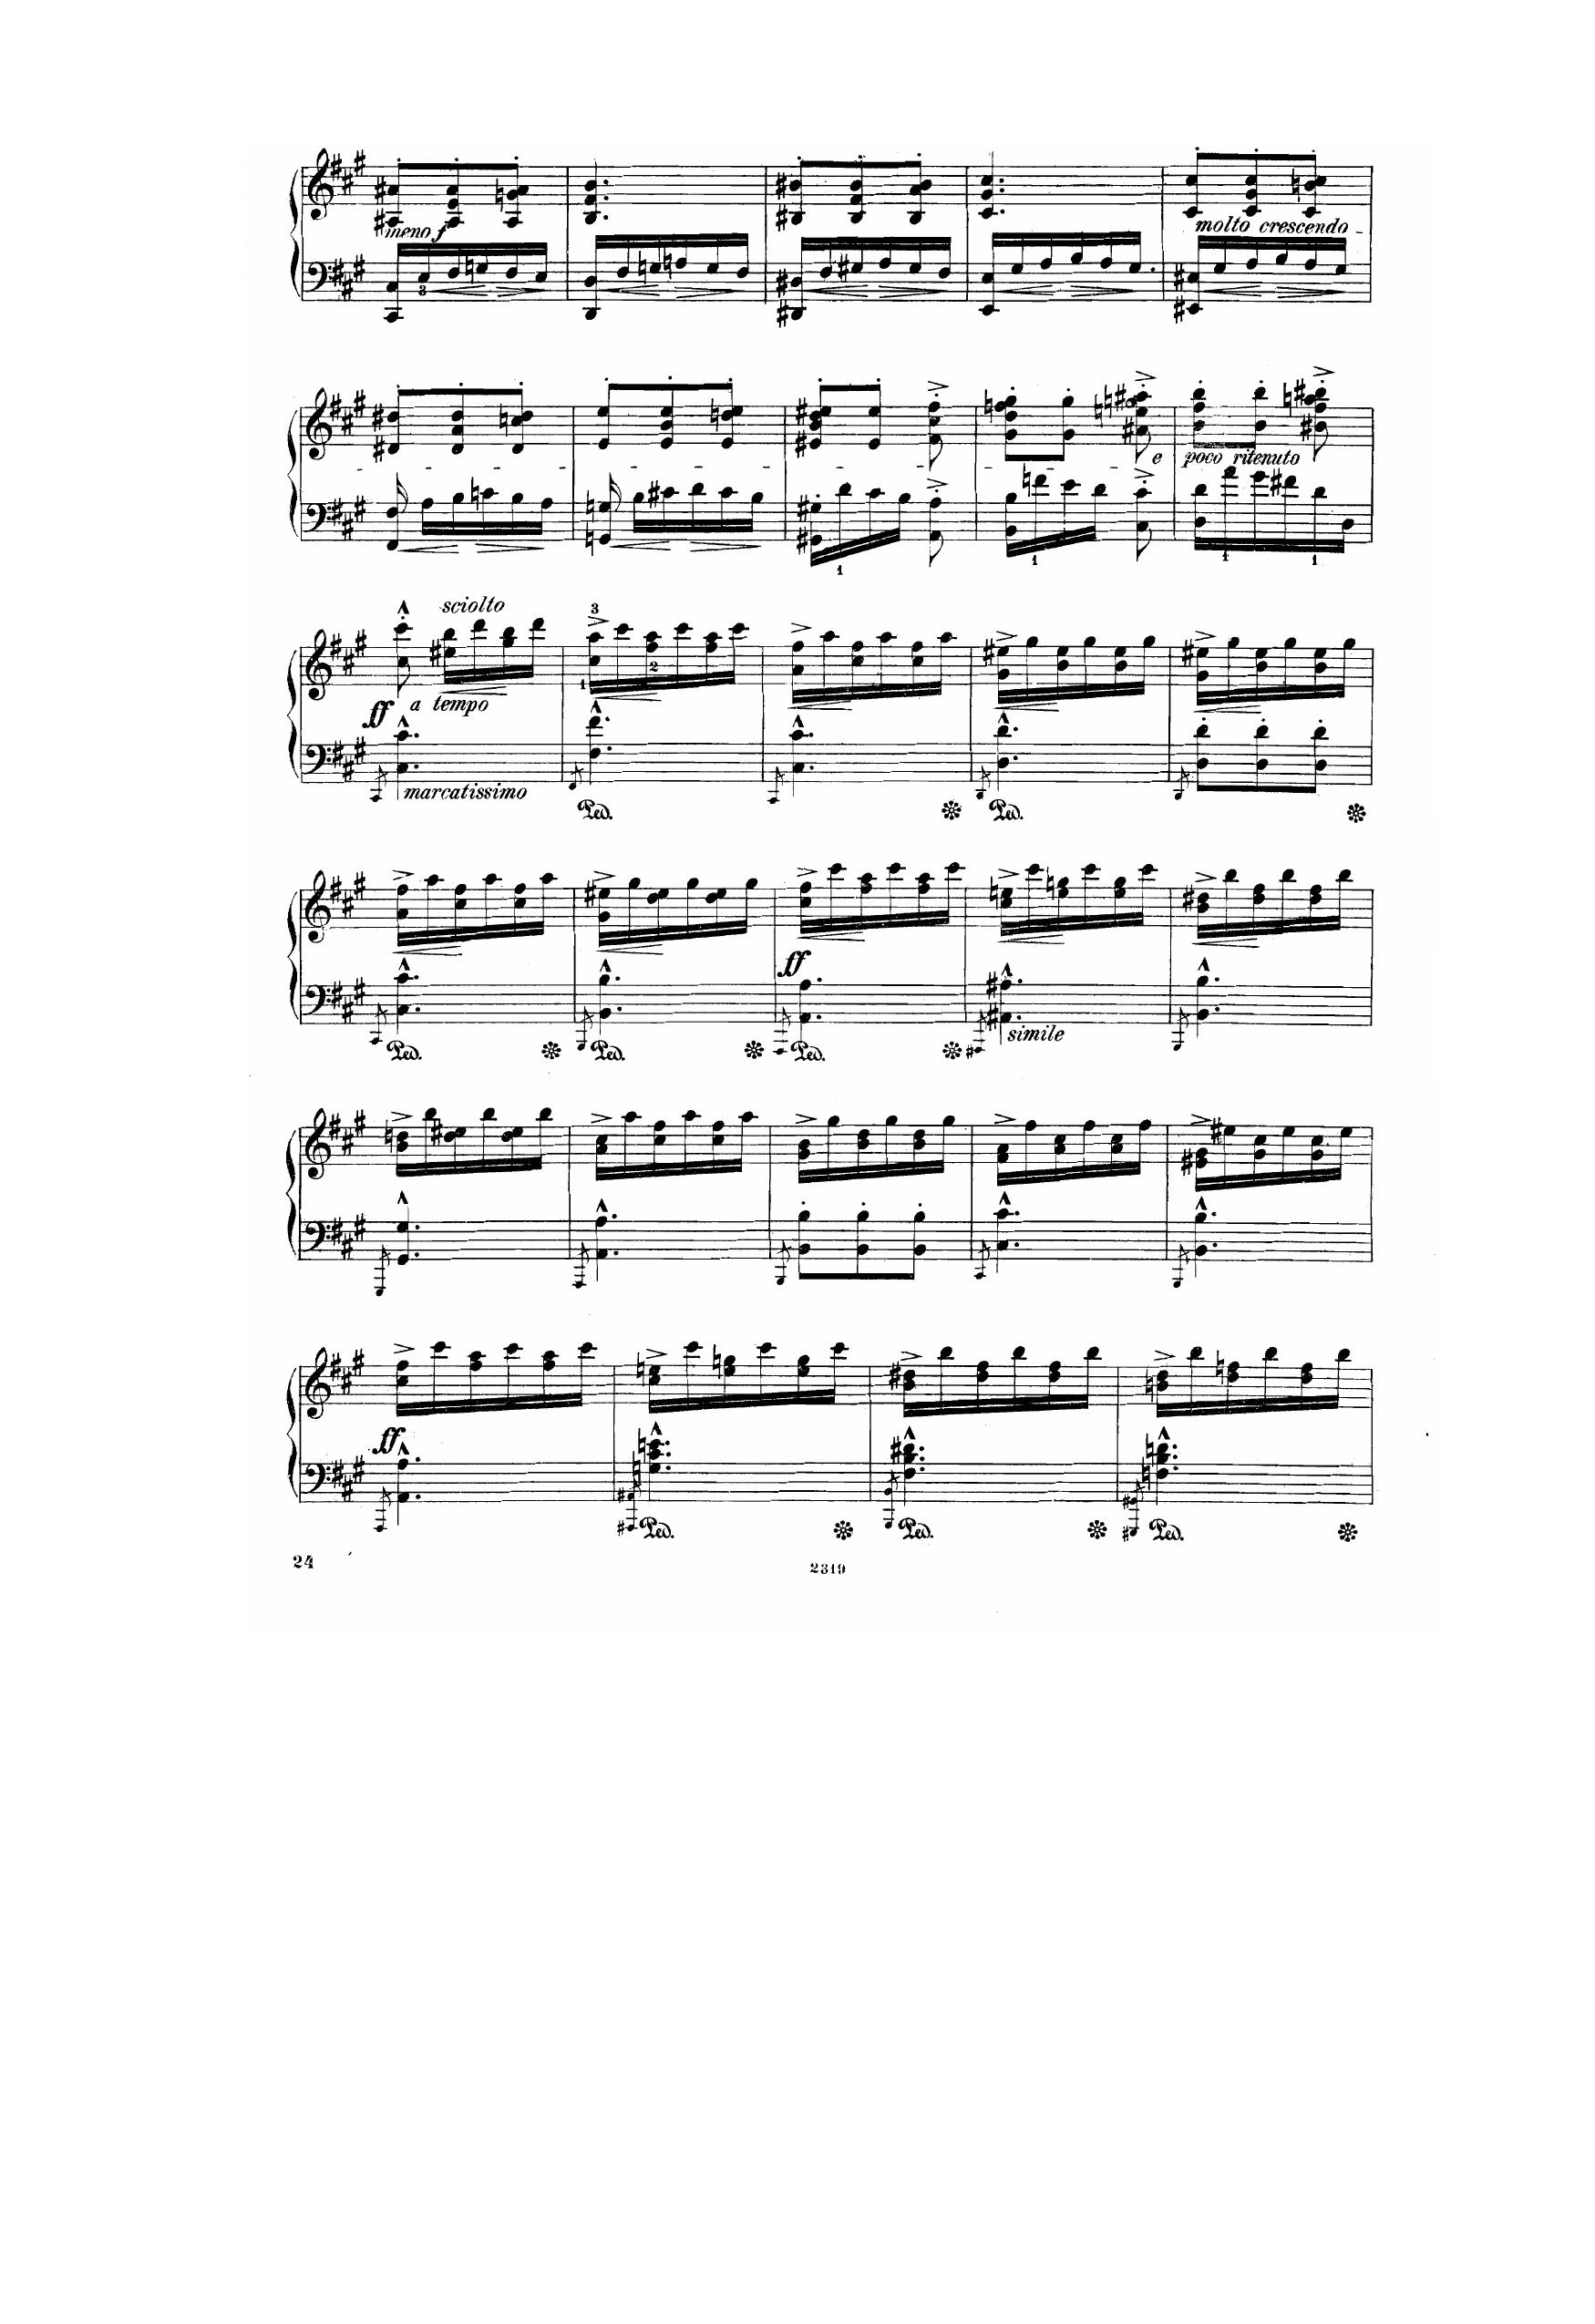 meno f
3
molto crescendo
e poco ritenuto
1 1 4 1
sciolto
3
2
1
ff a tempo
marcatissimo
Ped. Ped.
ff
simile
Ped. Ped. Ped.
ff
Ped. Ped. Ped.
24
2319